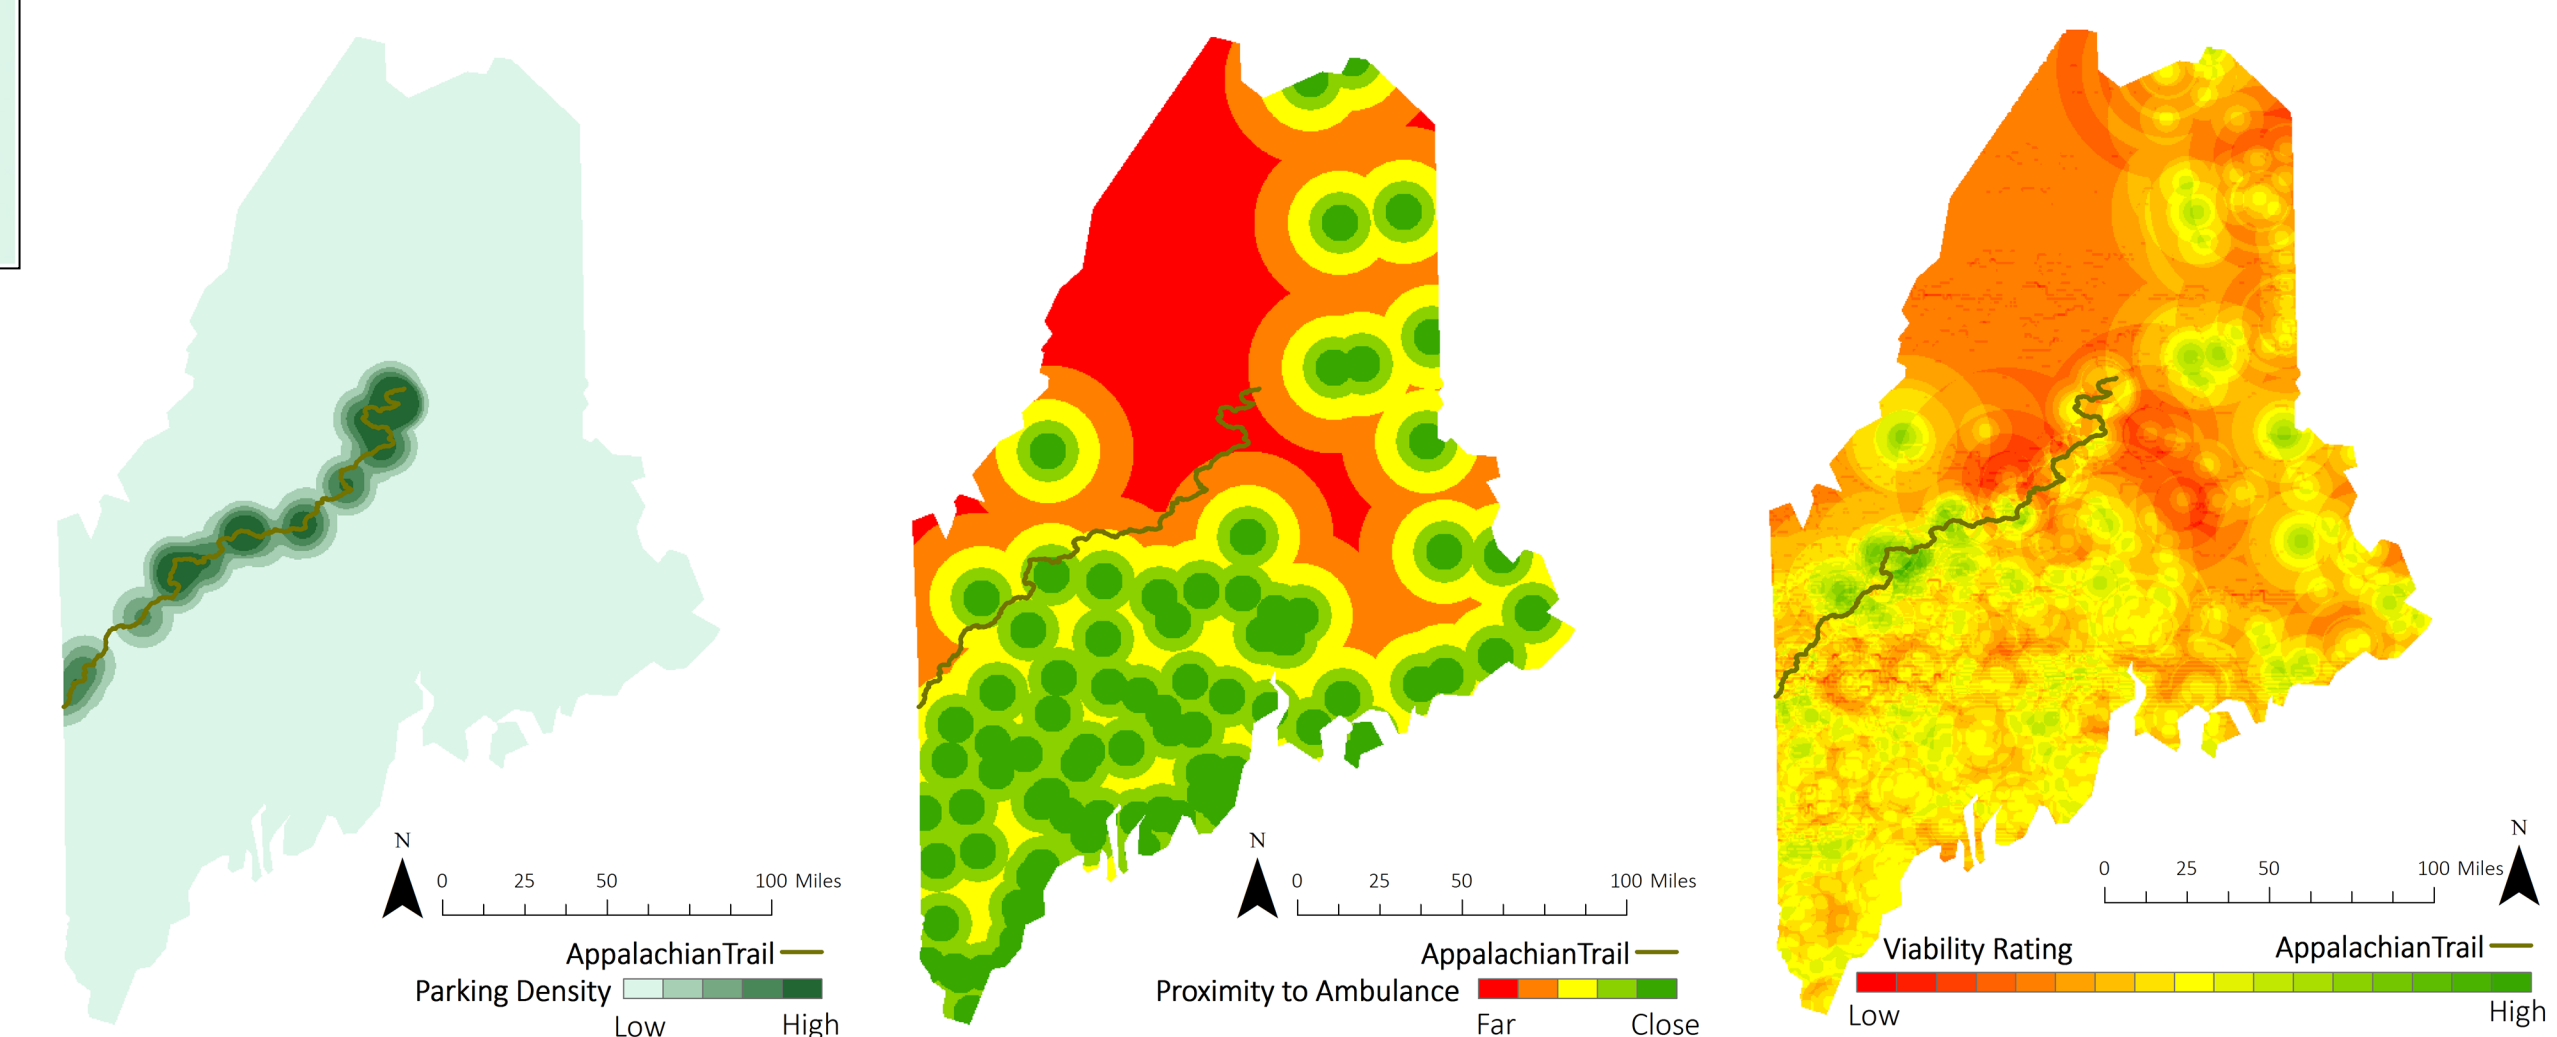 N
0 25 50 100 Miles
AppalachianTrail
Parking Density
Low High
N
0 25 50 100 Miles
AppalachianTrail
Proximity to Ambulance
Far Close
N
0 25 50 100 Miles
Viability Rating AppalachianTrail
Low High